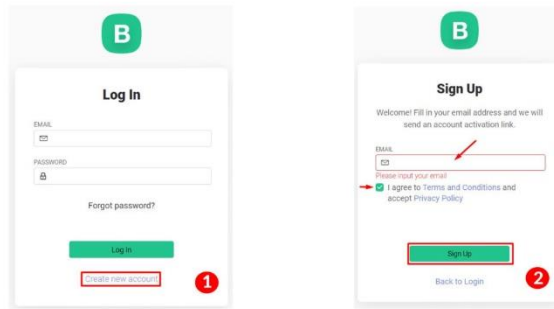 B
Log In
EMAIL
PASSWORD
Forgot password?
Log In
Create new account
1
B
Sign Up
Welcome! Fill in your email address and we will
send an account activation link.
EMAIL
Please input your email
I agree to Terms and Conditions and
accept Privacy Policy
Sign Up
Back to Login
2